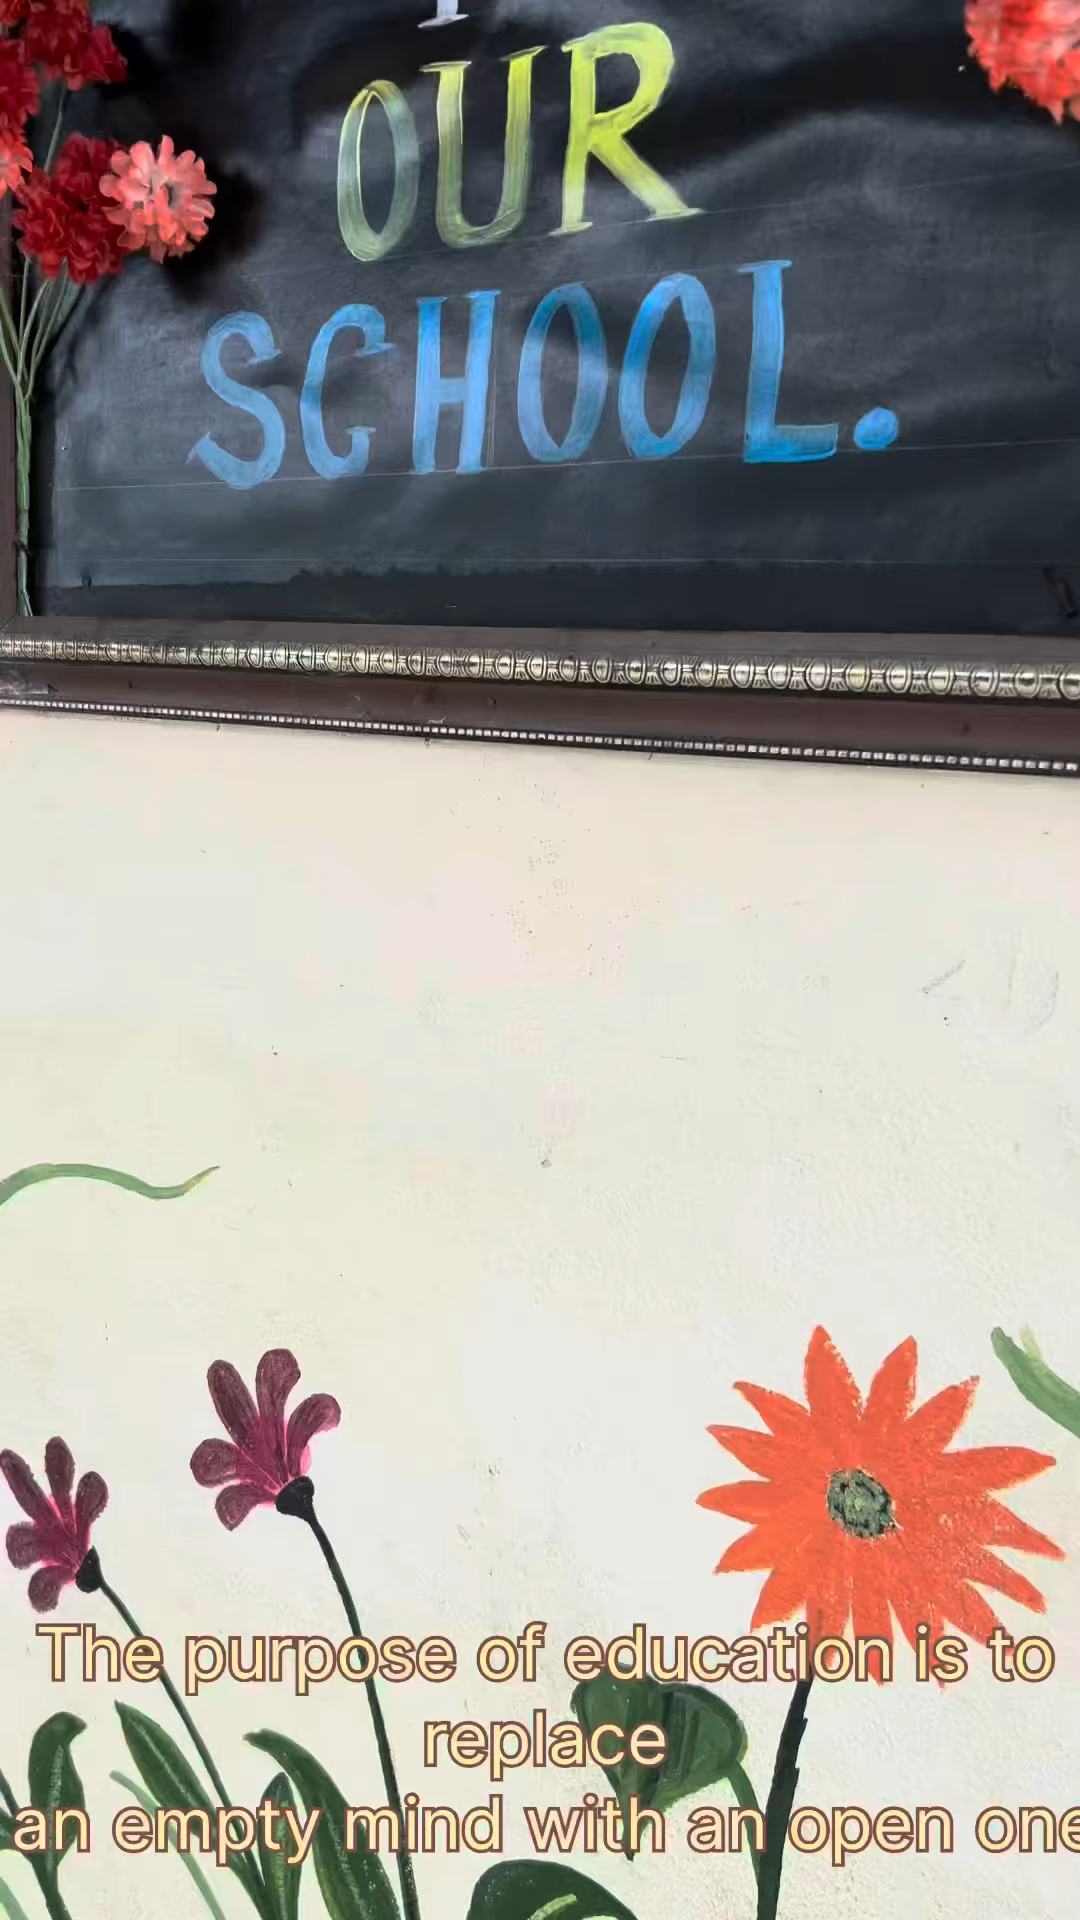 OUR
SCHOOL.
The purpose of education is to
replace
an empty mind with an open one